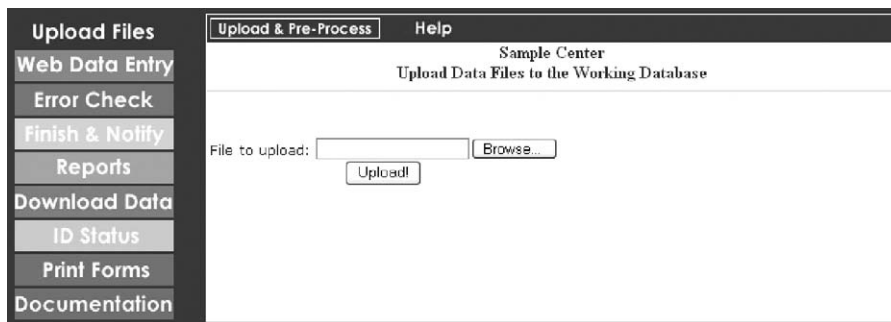 Upload Files
Web Data Entry
Error Check
Finish & Notify
Reports
Download Data
ID Status
Print Forms
Documentation
Upload & Pre-Process Help
Sample Center
Upload Data Files to the Working Database
File to upload: Browse...
Upload!